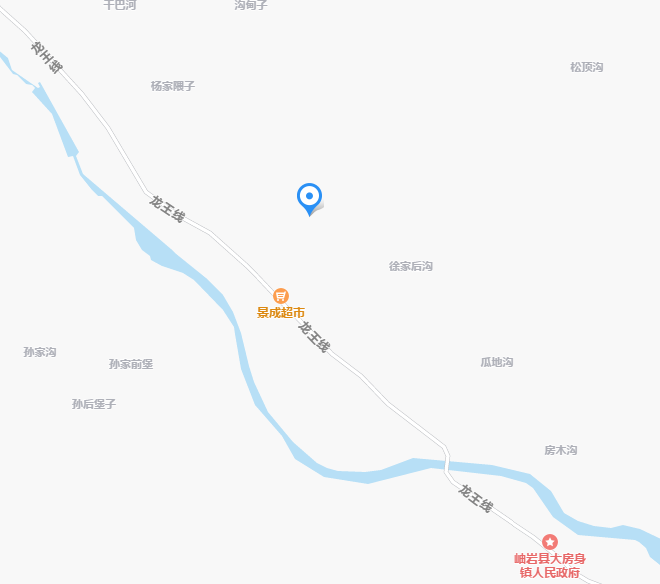 干巴河
沟甸子
龙王线
松顶沟
杨家隈子
龙王线
徐家后沟
景成超市
龙王线
孙家沟
孙家前堡
瓜地沟
孙后堡子
房木沟
龙王线
岫岩县大房身
镇人民政府